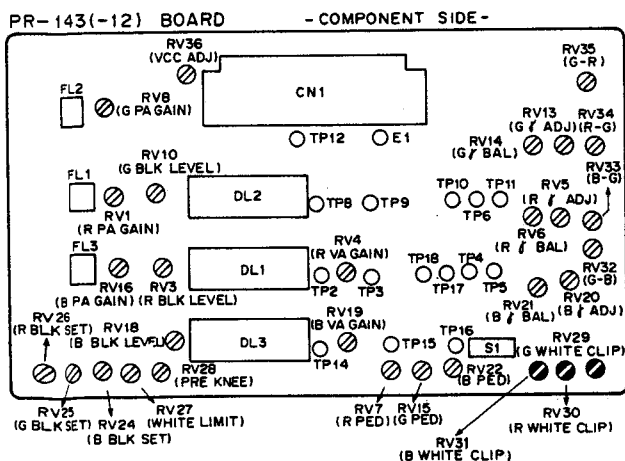 PR-143(-12) BOARD
-COMPONENT SIDE-
RV36
(VCC ADJ)
RV35
(G-R)
FL2
RV8
(G PA GAIN)
CN1
RV13
(G γ ADJ)
RV34
(R-G)
TP12
E1
RV14
(G γ BAL)
RV33
(B-G)
RV10
(G BLK LEVEL)
FL1
DL2
TP8
TP9
TP10
TP11
TP6
RV5
(R γ ADJ)
RV1
(R PA GAIN)
RV6
(R γ BAL)
RV4
(R VA GAIN)
FL3
DL1
TP2
TP3
TP18
TP17
TP4
TP5
RV32
(G-B)
RV16
(B PA GAIN)
RV3
(R BLK LEVEL)
RV21
(B γ BAL)
RV20
(B γ ADJ)
RV26
(R BLK SET)
RV18
(B BLK LEVEL)
RV19
(B VA GAIN)
DL3
TP14
TP15
TP16
S1
RV29
(G WHITE CLIP)
RV28
(PRE KNEE)
RV22
(B PED)
RV25
(G BLK SET)
RV24
(B BLK SET)
RV27
(WHITE LIMIT)
RV7
(R PED)
RV15
(G PED)
RV31
(B WHITE CLIP)
RV30
(R WHITE CLIP)